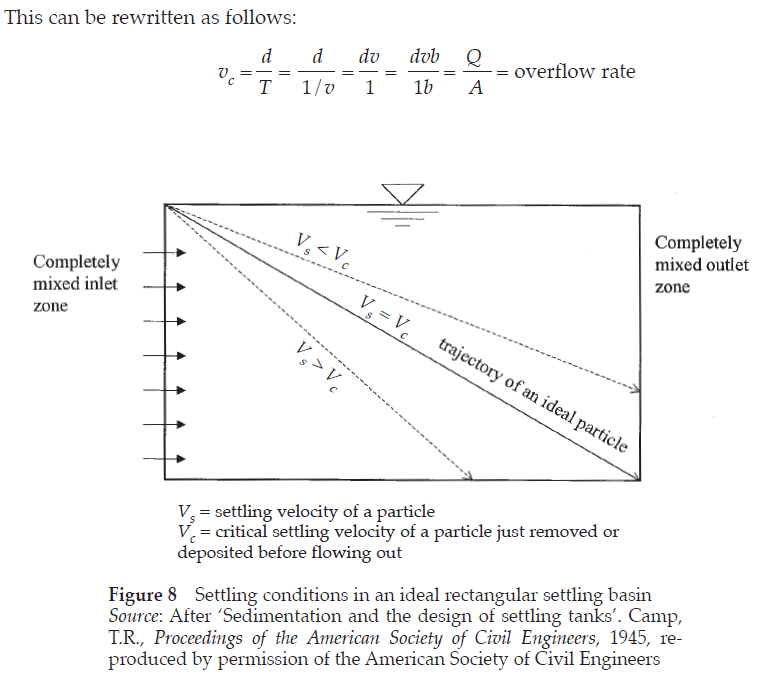 This can be rewritten as follows:
v_c = d/T = d/(1/v) = dv/1 = dvb/1b = Q/A = overflow rate
Completely
mixed inlet
zone
V_s < V_c
V_s = V_c
V_s > V_c
trajectory of an ideal particle
Completely
mixed outlet
zone
V_s = settling velocity of a particle
V_c = critical settling velocity of a particle just removed or
deposited before flowing out
Figure 8 Settling conditions in an ideal rectangular settling basin
Source: After ‘Sedimentation and the design of settling tanks’. Camp,
T.R., Proceedings of the American Society of Civil Engineers, 1945, re-
produced by permission of the American Society of Civil Engineers